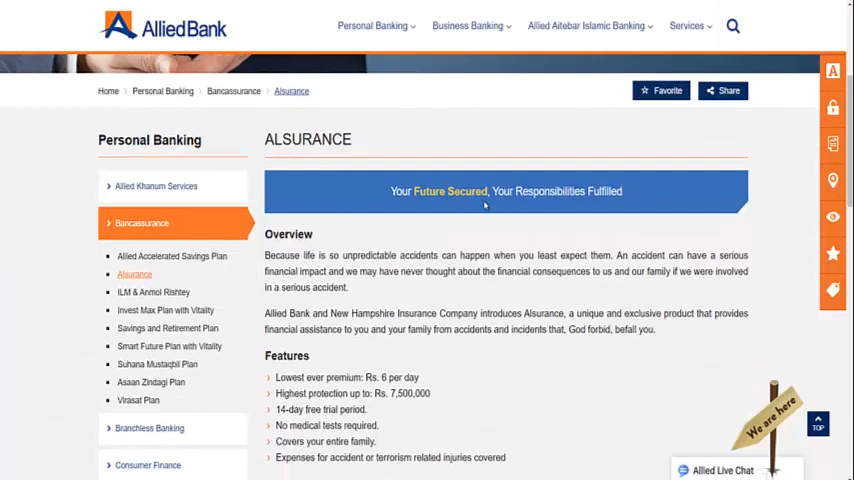 Allied Bank
Personal Banking
Business Banking
Allied Aitebar Islamic Banking
Services
Home
Personal Banking
Bancassurance
Alsurance
Favorite
Share
Personal Banking
Allied Khanum Services
Bancassurance
Allied Accelerated Savings Plan
Alsurance
ILM & Anmol Rishtey
Invest Max Plan with Vitality
Savings and Retirement Plan
Smart Future Plan with Vitality
Suhana Mustaqbil Plan
Asaan Zindagi Plan
Virasat Plan
Branchless Banking
Consumer Finance
ALSURANCE
Your Future Secured, Your Responsibilities Fulfilled
Overview
Because life is so unpredictable accidents can happen when you least expect them. An accident can have a serious
financial impact and we may have never thought about the financial consequences to us and our family if we were involved
in a serious accident.
Allied Bank and New Hampshire Insurance Company introduces Alsurance, a unique and exclusive product that provides
financial assistance to you and your family from accidents and incidents that, God forbid, befall you.
Features
Lowest ever premium: Rs. 6 per day
Highest protection up to: Rs. 7,500,000
14-day free trial period.
No medical tests required.
Covers your entire family.
Expenses for accident or terrorism related injuries covered
A
We are here
TOP
Allied Live Chat